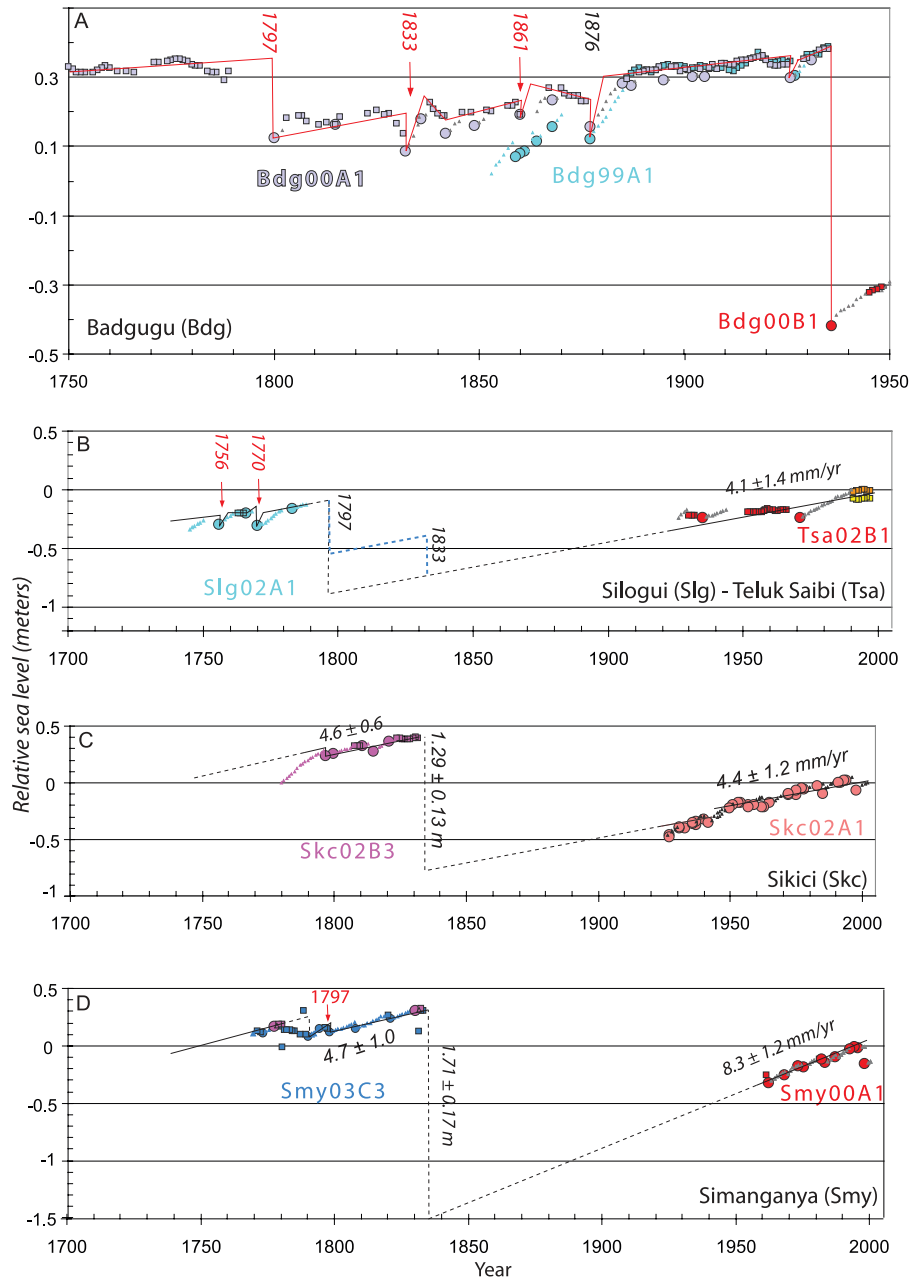 A
1797
1833
1861
1876
0.3
0.1
-0.1
-0.3
-0.5
Bdg00A1
Bdg99A1
Bdg00B1
Badgugu (Bdg)
1750
1800
1850
1900
1950
B
0.5
0
-0.5
-1
1756
1770
1797
1833
4.1 ±1.4 mm/yr
Slg02A1
Tsa02B1
Silogui (Slg) - Teluk Saibi (Tsa)
1700
1750
1800
1850
1900
1950
2000
Relative sea level (meters)
C
0.5
0
-0.5
-1
4.6 ± 0.6
1.29 ± 0.13 m
4.4 ± 1.2 mm/yr
Skc02B3
Skc02A1
Sikici (Skc)
1700
1750
1800
1850
1900
1950
2000
D
0.5
0
-0.5
-1
-1.5
1797
4.7 ± 1.0
1.71 ± 0.17 m
8.3 ± 1.2 mm/yr
Smy03C3
Smy00A1
Simanganya (Smy)
1700
1750
1800
1850
1900
1950
2000
Year